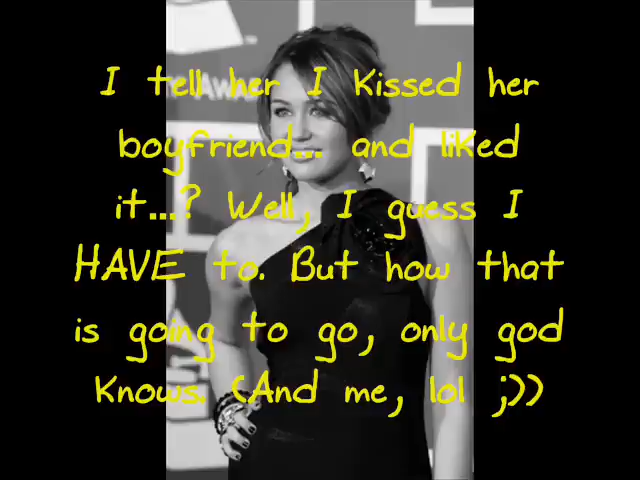 I tell her I kissed her
boyfriend... and liked
it...? Well, I guess I
HAVE to. But how that
is going to go, only god
knows. (And me, lol ;))